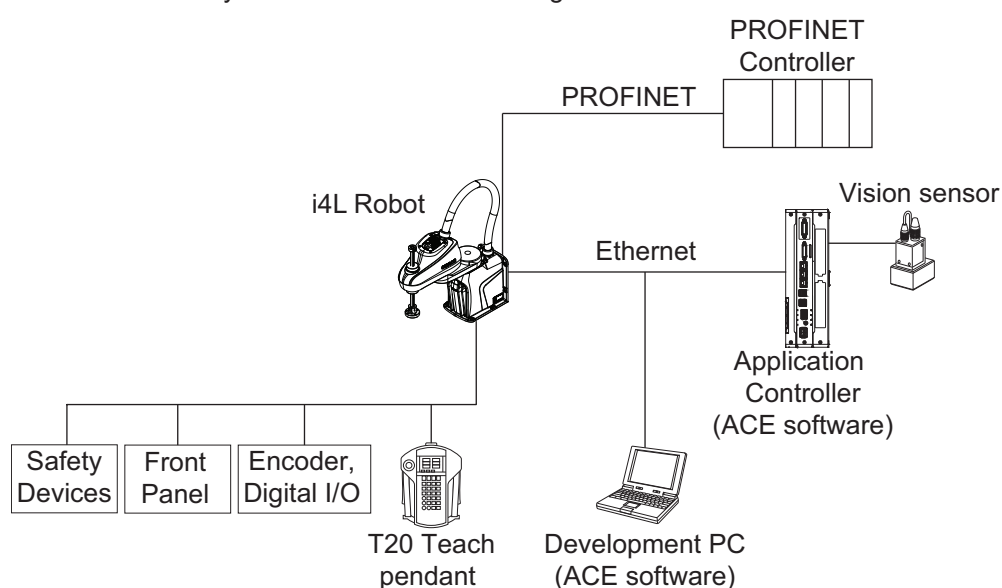 PROFINET
Controller
PROFINET
i4L Robot
Vision sensor
Ethernet
Application
Controller
(ACE software)
Safety
Devices
Front
Panel
Encoder,
Digital I/O
T20 Teach
pendant
Development PC
(ACE software)